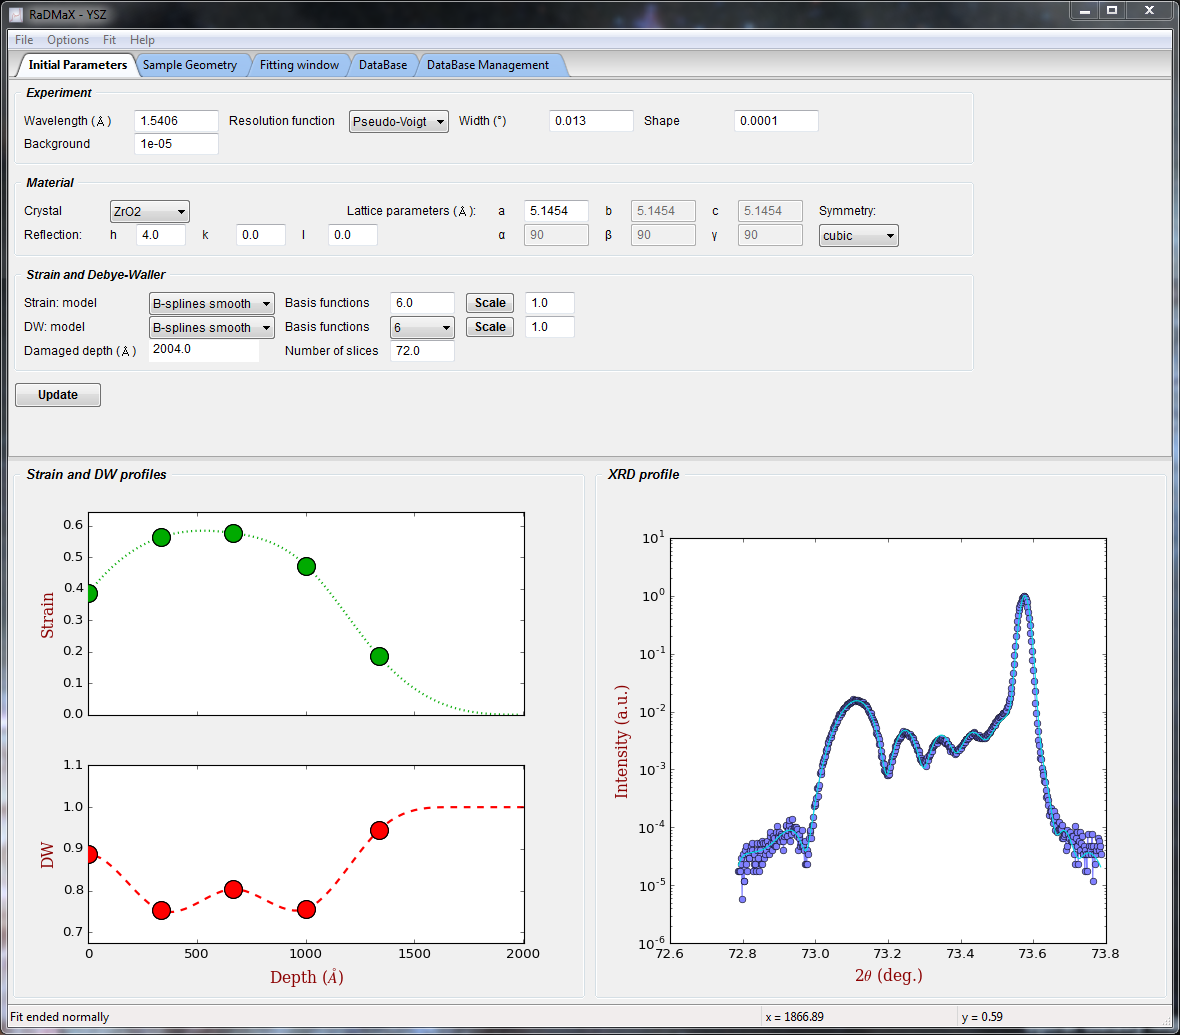 RaDMaX - YSZ
File Options Fit Help
Initial Parameters Sample Geometry Fitting window DataBase DataBase Management
Experiment
Wavelength (Å) 1.5406 Resolution function Pseudo-Voigt Width (°) 0.013 Shape 0.0001
Background 1e-05
Material
Crystal ZrO2 Lattice parameters (Å): a 5.1454 b 5.1454 c 5.1454 Symmetry:
Reflection: h 4.0 k 0.0 l 0.0 α 90 β 90 γ 90 cubic
Strain and Debye-Waller
Strain: model B-splines smooth Basis functions 6.0 Scale 1.0
DW: model B-splines smooth Basis functions 6 Scale 1.0
Damaged depth (Å) 2004.0 Number of slices 72.0
Update
Strain and DW profiles
0.6
0.5
0.4
0.3
0.2
0.1
0.0
Strain
1.1
1.0
0.9
0.8
0.7
DW
0 500 1000 1500 2000
Depth (Å)
XRD profile
10^1
10^0
10^-1
10^-2
10^-3
10^-4
10^-5
10^-6
Intensity (a.u.)
72.6 72.8 73.0 73.2 73.4 73.6 73.8
2θ (deg.)
Fit ended normally x = 1866.89 y = 0.59